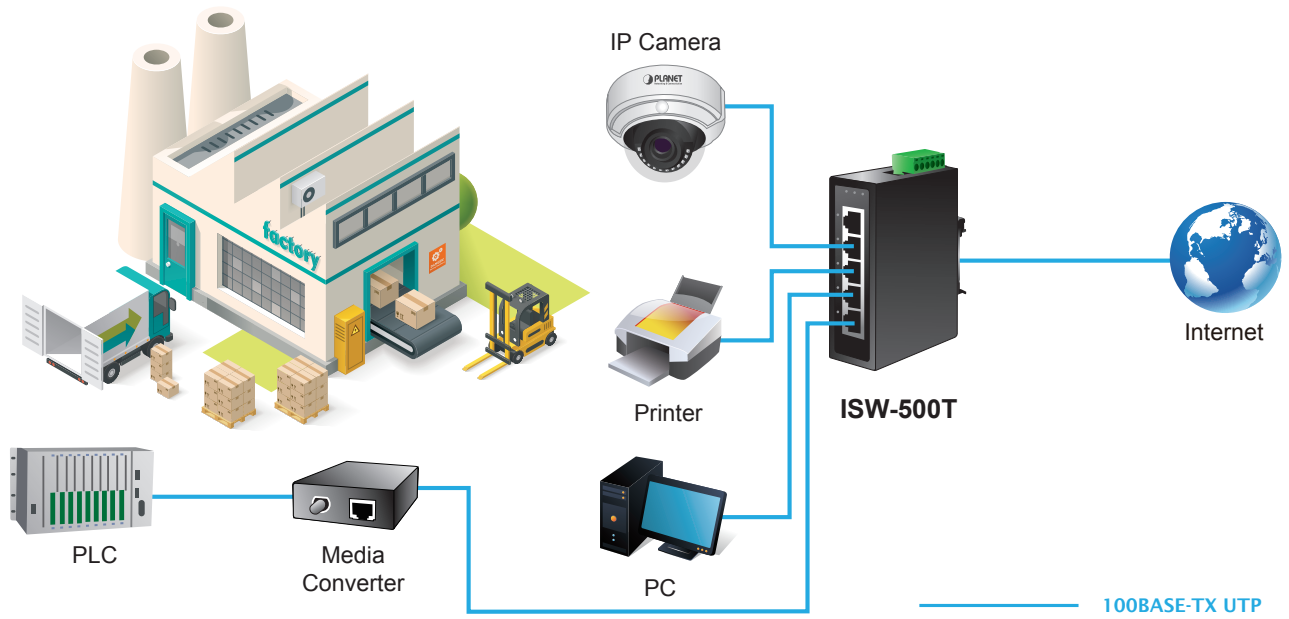 IP Camera
PLANET
factory
Printer
ISW-500T
Internet
PLC
Media
Converter
PC
100BASE-TX UTP